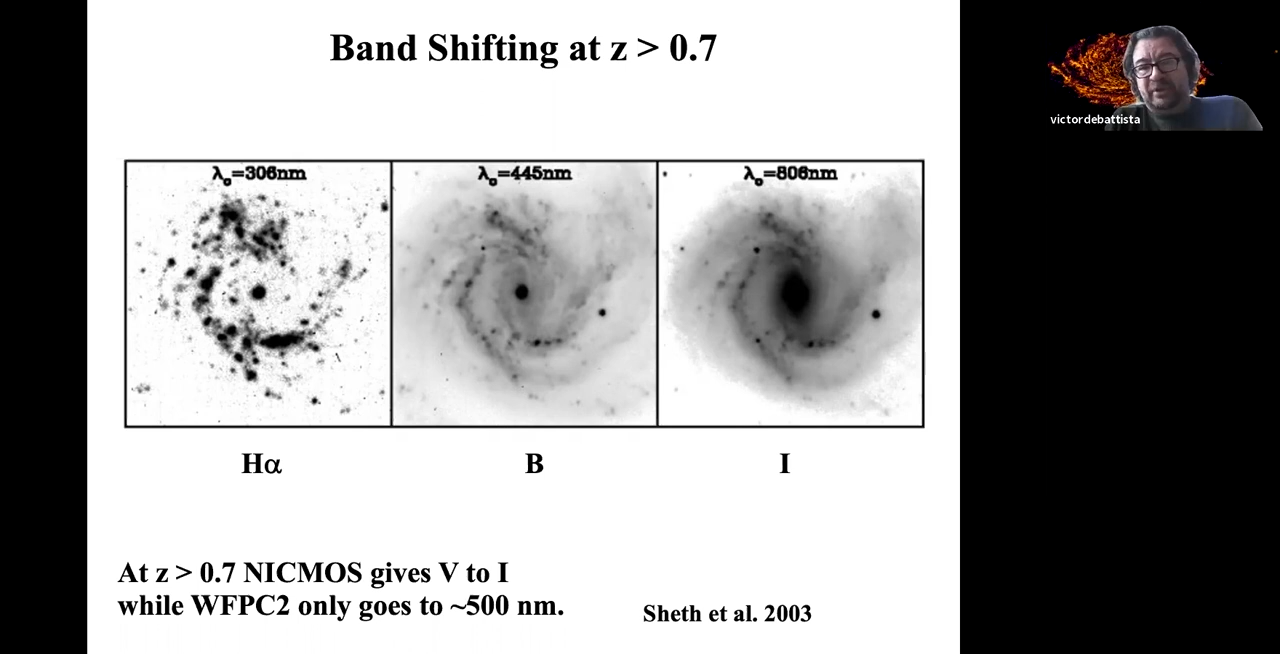 Band Shifting at z > 0.7
victordebattista
λo=306nm
λo=445nm
λo=806nm
Hα
B
I
At z > 0.7 NICMOS gives V to I
while WFPC2 only goes to ~500 nm.
Sheth et al. 2003